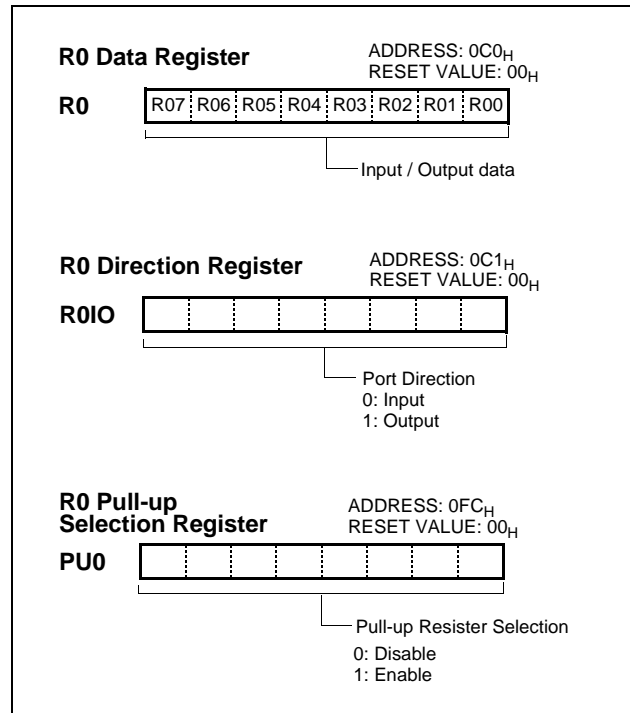 R0 Data Register
ADDRESS: 0C0H
RESET VALUE: 00H
R0
R07 R06 R05 R04 R03 R02 R01 R00
Input / Output data
R0 Direction Register
ADDRESS: 0C1H
RESET VALUE: 00H
R0IO
Port Direction
0: Input
1: Output
R0 Pull-up
Selection Register
ADDRESS: 0FCH
RESET VALUE: 00H
PU0
Pull-up Resister Selection
0: Disable
1: Enable